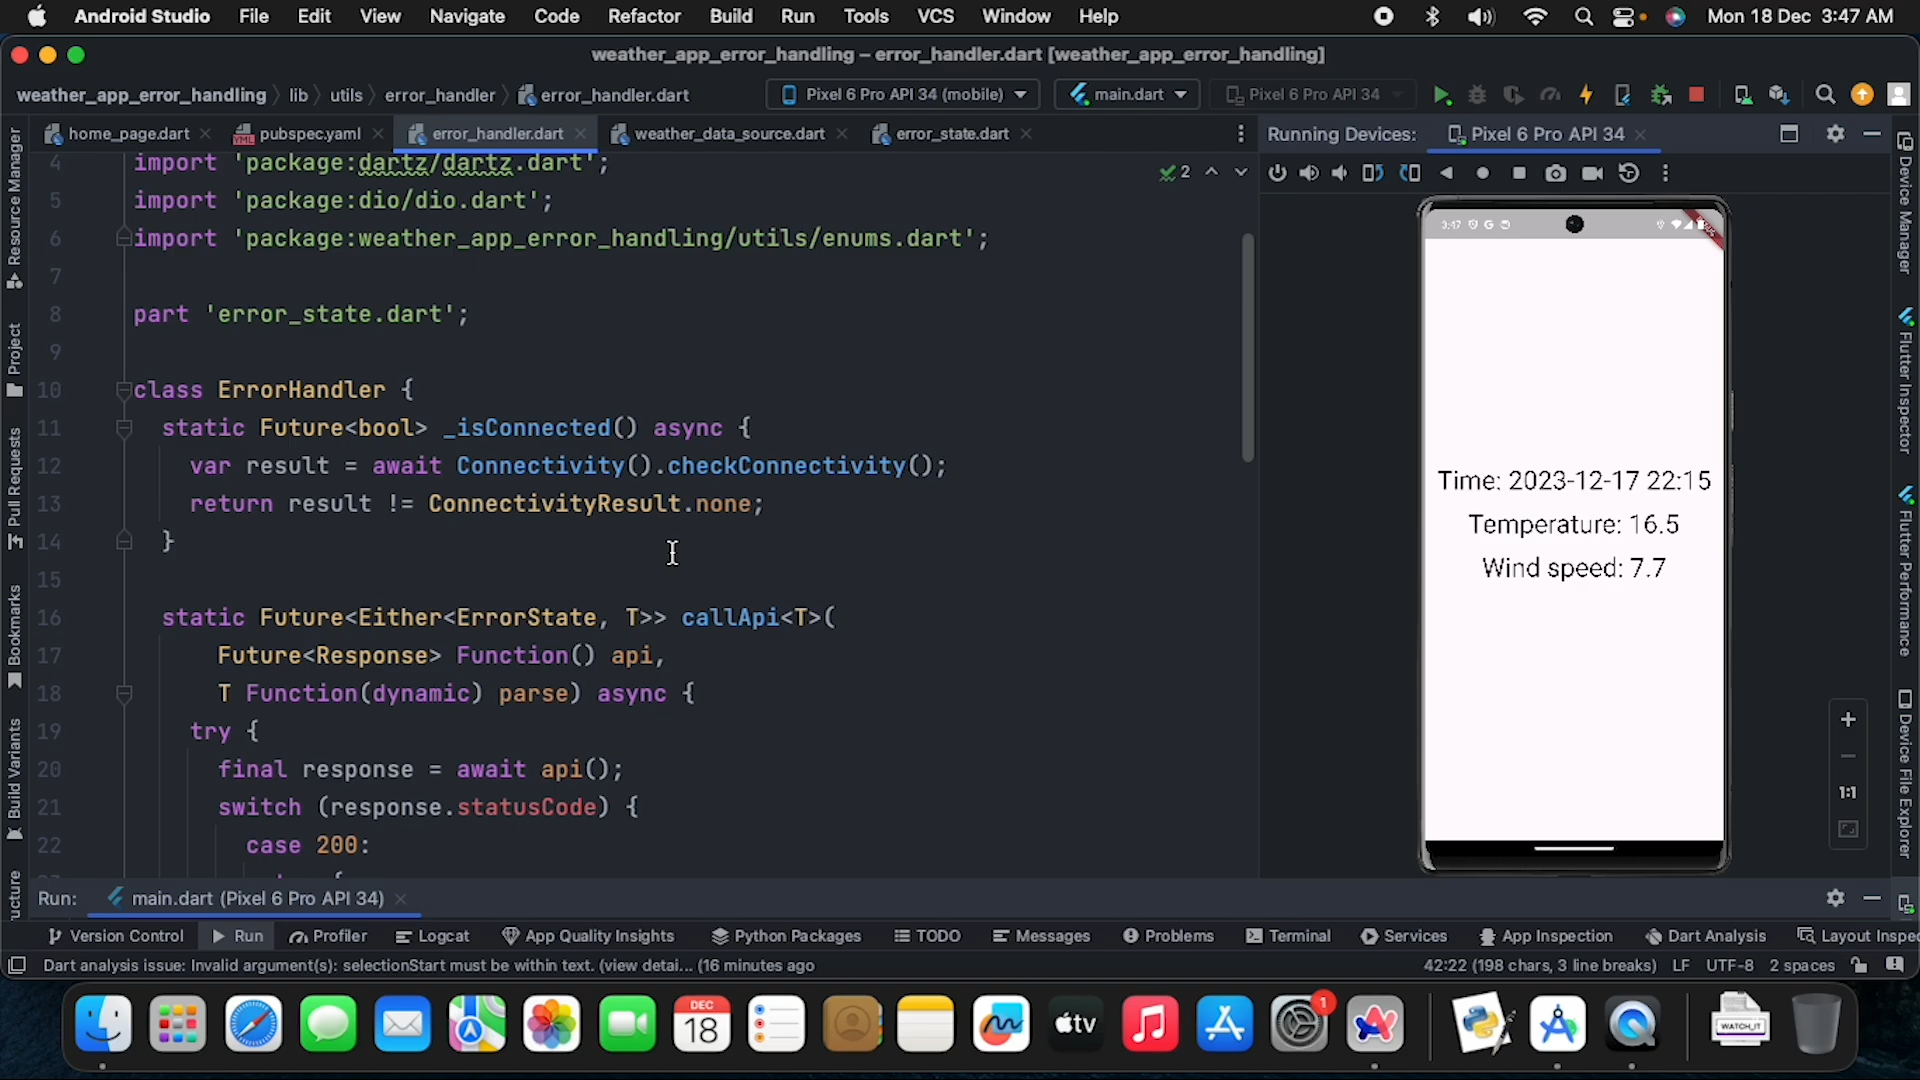 Android Studio File Edit View Navigate Code Refactor Build Run Tools VCS Window Help Mon 18 Dec 3:47 AM
weather_app_error_handling – error_handler.dart [weather_app_error_handling]
weather_app_error_handling lib utils error_handler error_handler.dart Pixel 6 Pro API 34 (mobile) main.dart Pixel 6 Pro API 34
home_page.dart pubspec.yaml error_handler.dart weather_data_source.dart error_state.dart Running Devices: Pixel 6 Pro API 34
4 import 'package:dartz/dartz.dart';
2
5 import 'package:dio/dio.dart';
6 import 'package:weather_app_error_handling/utils/enums.dart';
7
8 part 'error_state.dart';
9
10 class ErrorHandler {
11 static Future<bool> _isConnected() async {
12 var result = await Connectivity().checkConnectivity();
13 return result != ConnectivityResult.none;
14 }
15
16 static Future<Either<ErrorState, T>> callApi<T>(
17 Future<Response> Function() api,
18 T Function(dynamic) parse) async {
19 try {
20 final response = await api();
21 switch (response.statusCode) {
22 case 200:
3:47
Time: 2023-12-17 22:15
Temperature: 16.5
Wind speed: 7.7
1:1
Resource Manager
Project
Pull Requests
Bookmarks
Build Variants
ucture
Device Manager
Flutter Inspector
Flutter Performance
Device File Explorer
Run: main.dart (Pixel 6 Pro API 34)
Version Control Run Profiler Logcat App Quality Insights Python Packages TODO Messages Problems Terminal Services App Inspection Dart Analysis Layout Inspec
Dart analysis issue: Invalid argument(s): selectionStart must be within text. (view detai... (16 minutes ago 42:22 (198 chars, 3 line breaks) LF UTF-8 2 spaces
DEC
18
tv
1
WATCH_IT